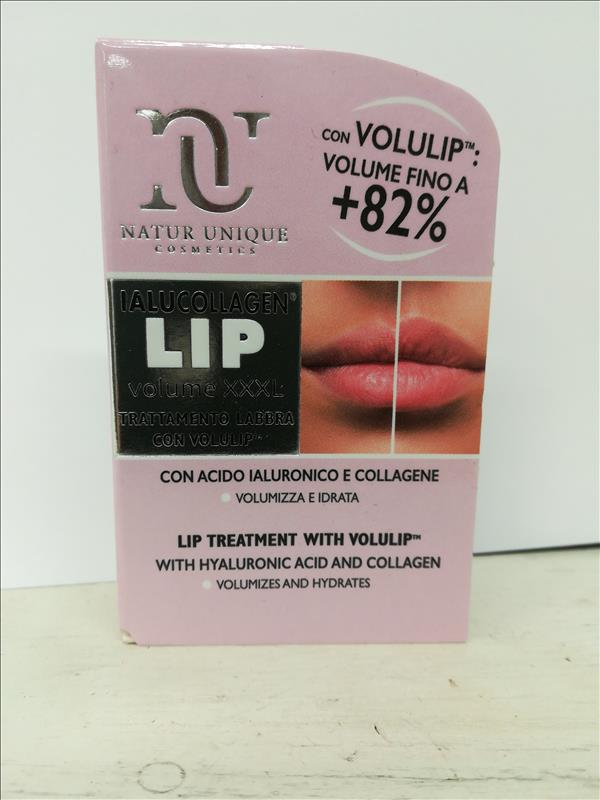 NU
NATUR UNIQUE
COSMETICS
CON VOLULIP™:
VOLUME FINO A
+82%
IALUCOLLAGEN®
LIP
volume XXXL
TRATTAMENTO LABBRA
CON VOLULIP™
CON ACIDO IALURONICO E COLLAGENE
VOLUMIZZA E IDRATA
LIP TREATMENT WITH VOLULIP™
WITH HYALURONIC ACID AND COLLAGEN
VOLUMIZES AND HYDRATES